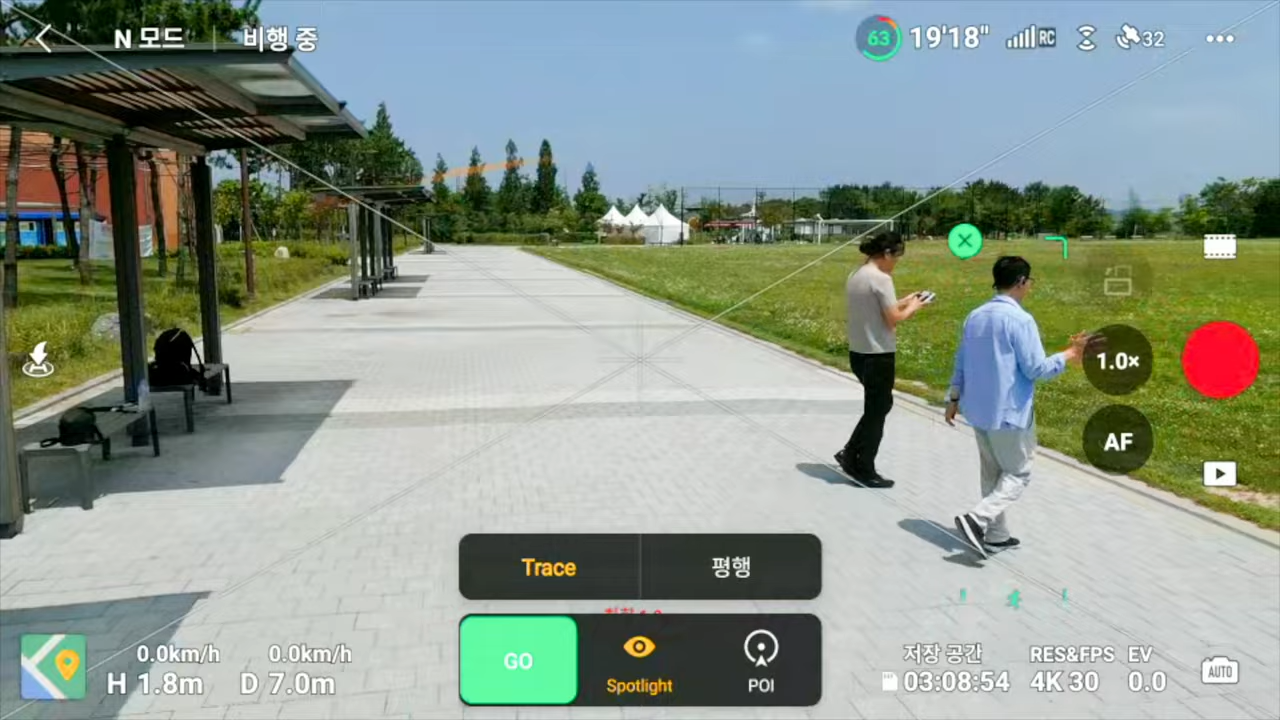 N 모드 | 비행 중
63 19'18" RC 32
1.0×
AF
Trace 평행
GO Spotlight POI
0.0km/h 0.0km/h
H 1.8m D 7.0m
저장 공간 RES&FPS EV
03:08:54 4K 30 0.0
AUTO